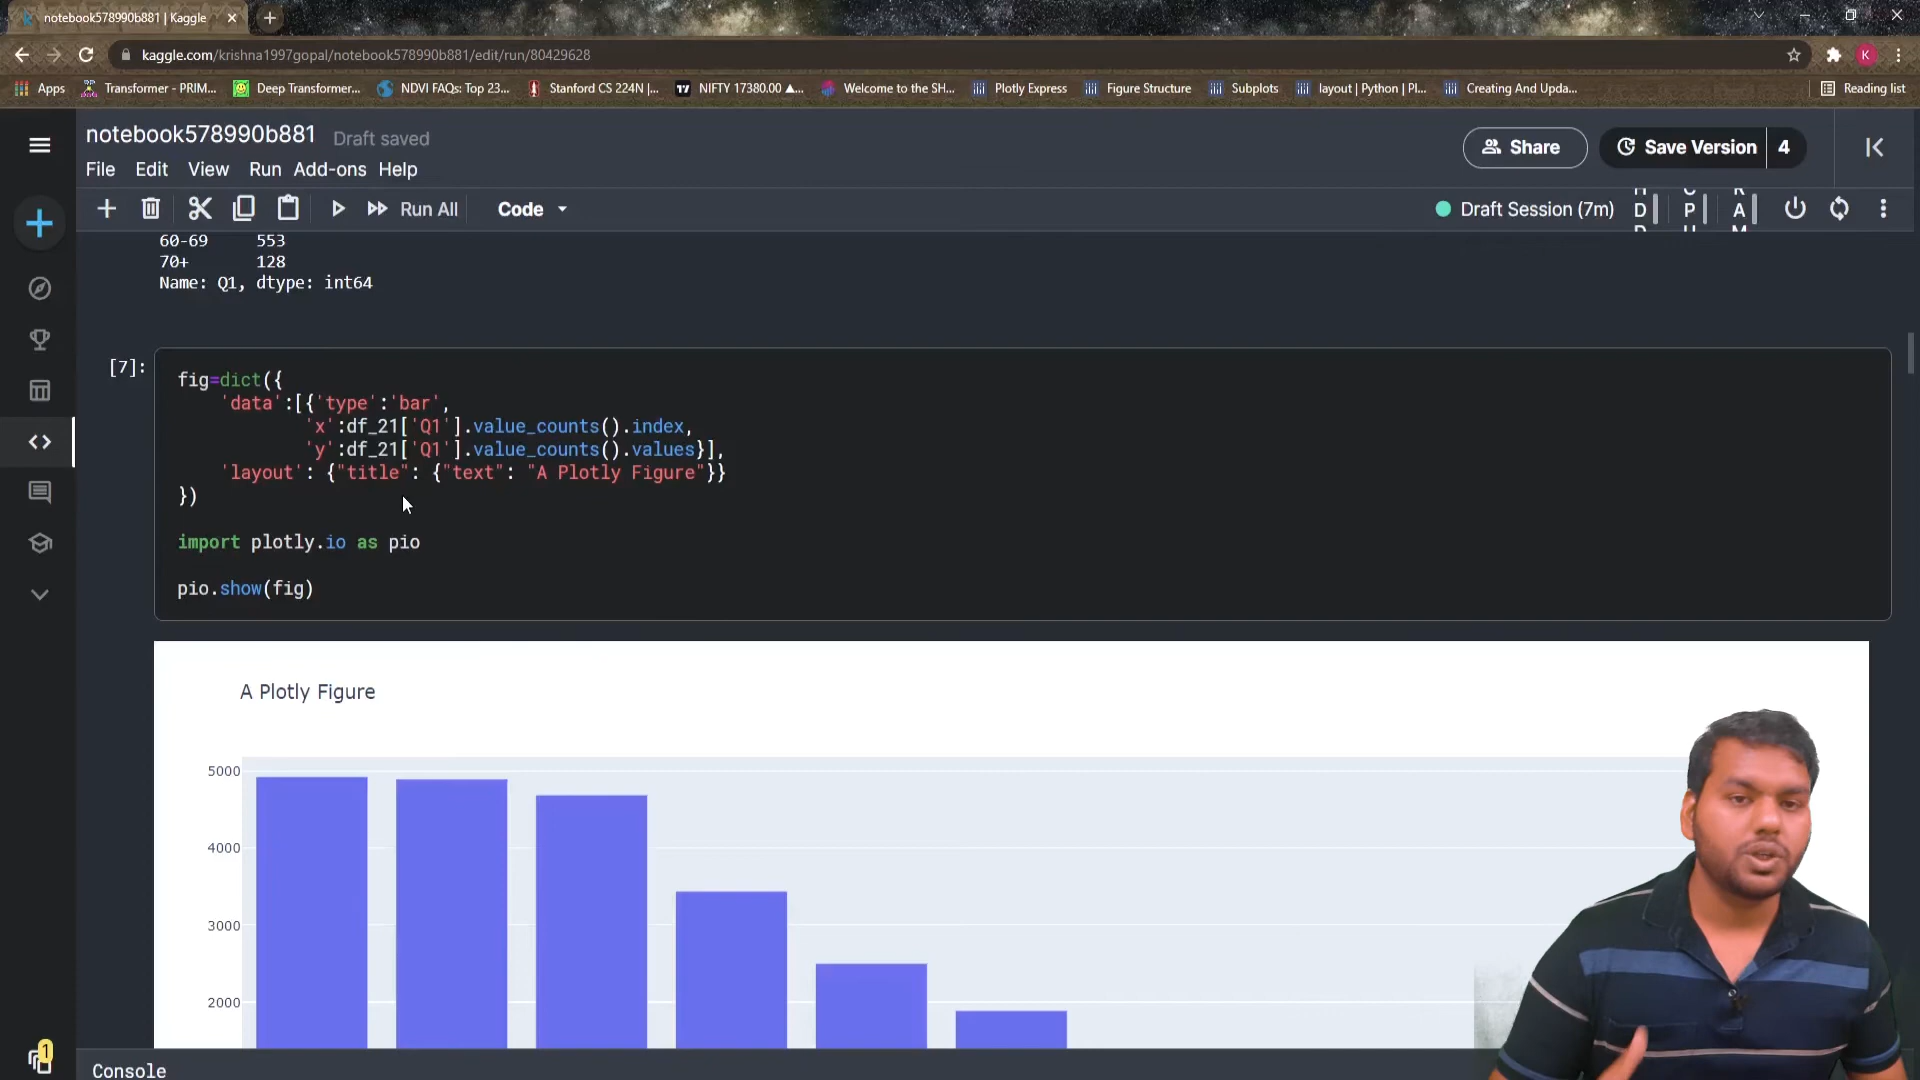 notebook578990b881 | Kaggle
kaggle.com/krishna1997gopal/notebook578990b881/edit/run/80429628
K
Apps
Transformer - PRIM...
Deep Transformer...
NDVI FAQs: Top 23...
Stanford CS 224N |...
NIFTY 17380.00 ▲...
Welcome to the SH...
Plotly Express
Figure Structure
Subplots
layout | Python | Pl...
Creating And Upda...
Reading list
notebook578990b881 Draft saved
Share
Save Version 4
File Edit View Run Add-ons Help
Run All
Code
Draft Session (7m)
HDD
CPU
RAM
60-69 553
70+ 128
Name: Q1, dtype: int64
[7]:
fig=dict({
'data':[{'type':'bar',
'x':df_21['Q1'].value_counts().index,
'y':df_21['Q1'].value_counts().values}],
'layout': {"title": {"text": "A Plotly Figure"}}
})
import plotly.io as pio
pio.show(fig)
A Plotly Figure
5000
4000
3000
2000
1
Console